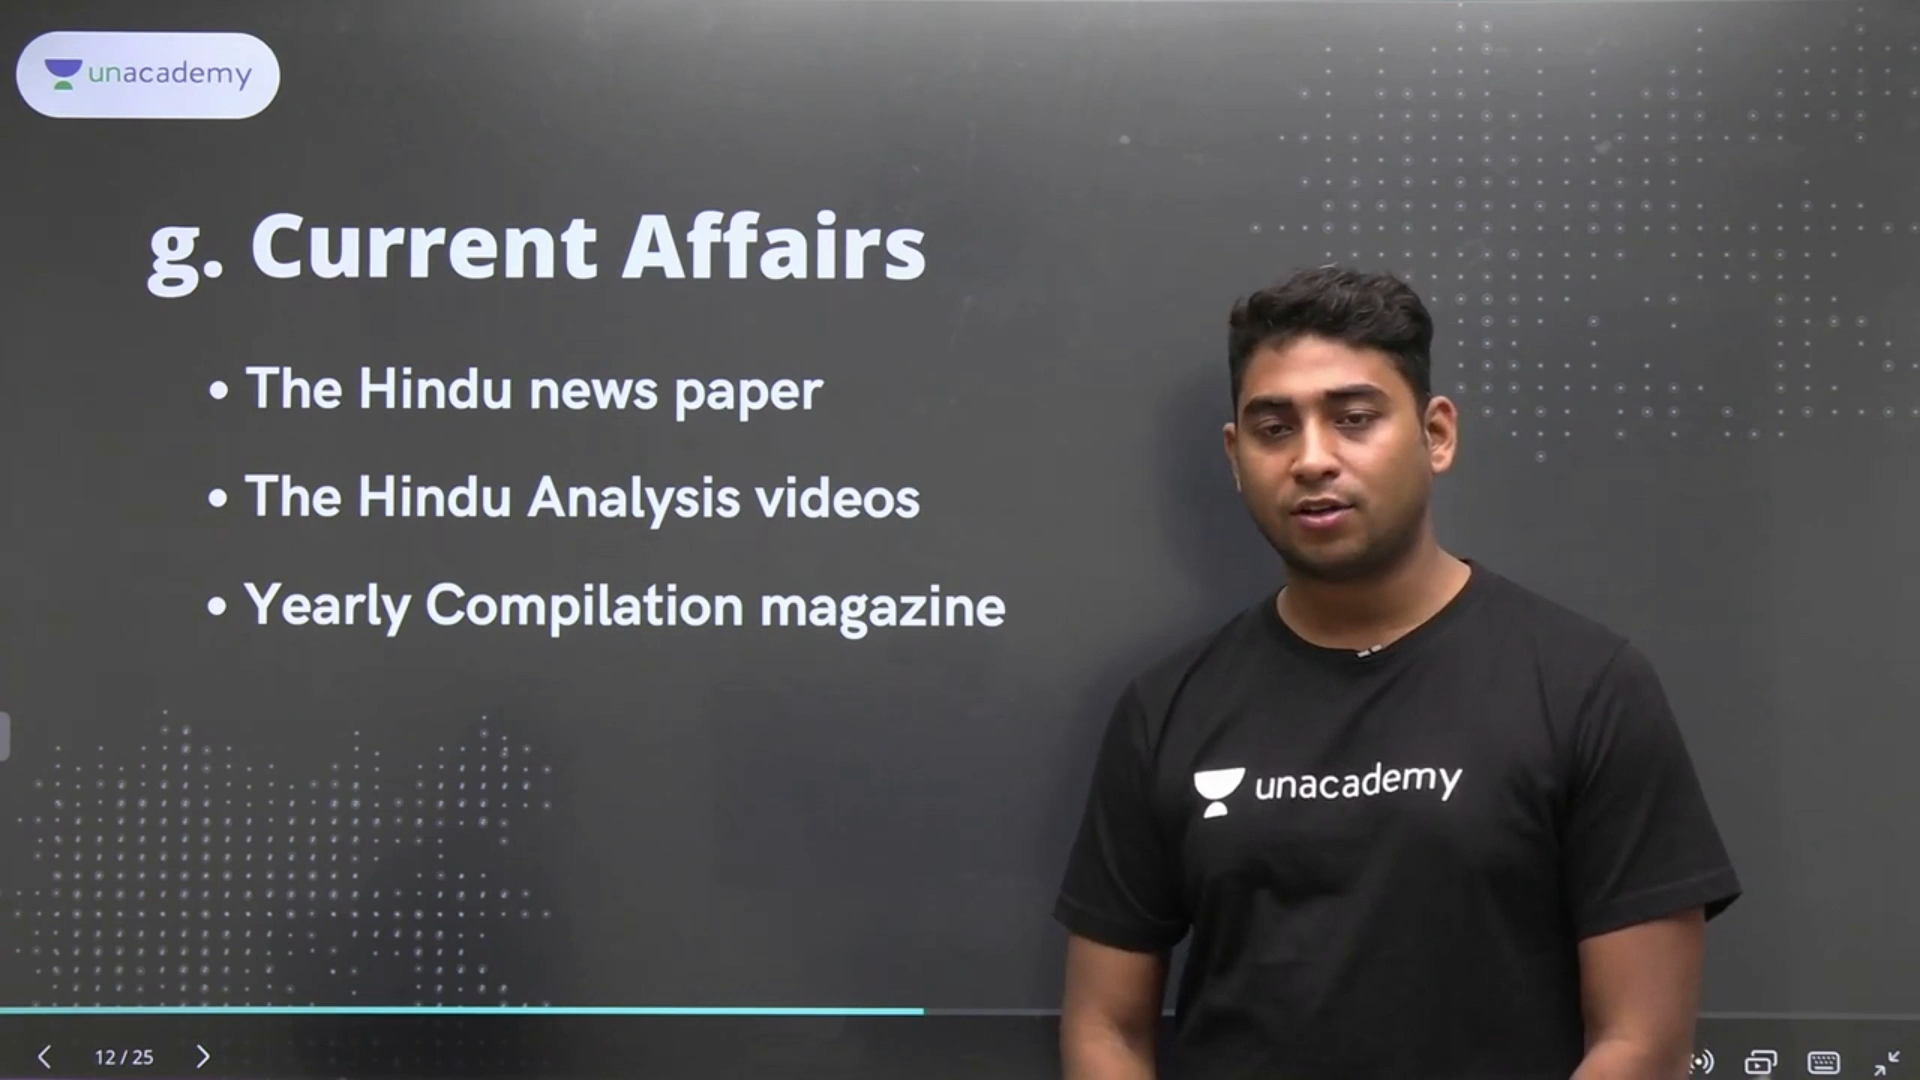 unacademy
g. Current Affairs
• The Hindu news paper
• The Hindu Analysis videos
• Yearly Compilation magazine
unacademy
12 / 25